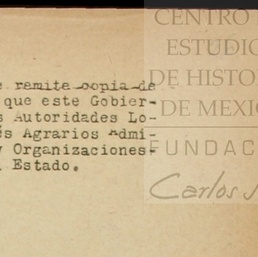 CENTRO
ESTUDIO
DE HISTO
DE MEXI
FUNDAC
Carlos
remite copia de
que este Gobier-
Autoridades Lo-
Agrarios Admi-
Organizaciones-
Estado.